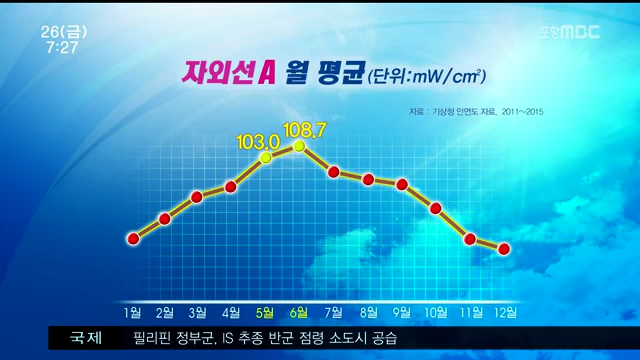 26(금)
7:27
포항MBC
자외선A 월 평균(단위:mW/cm²)
자료 : 기상청 안면도 자료, 2011~2015
103.0
108.7
1월 2월 3월 4월 5월 6월 7월 8월 9월 10월 11월 12월
국제 필리핀 정부군, IS 추종 반군 점령 소도시 공습